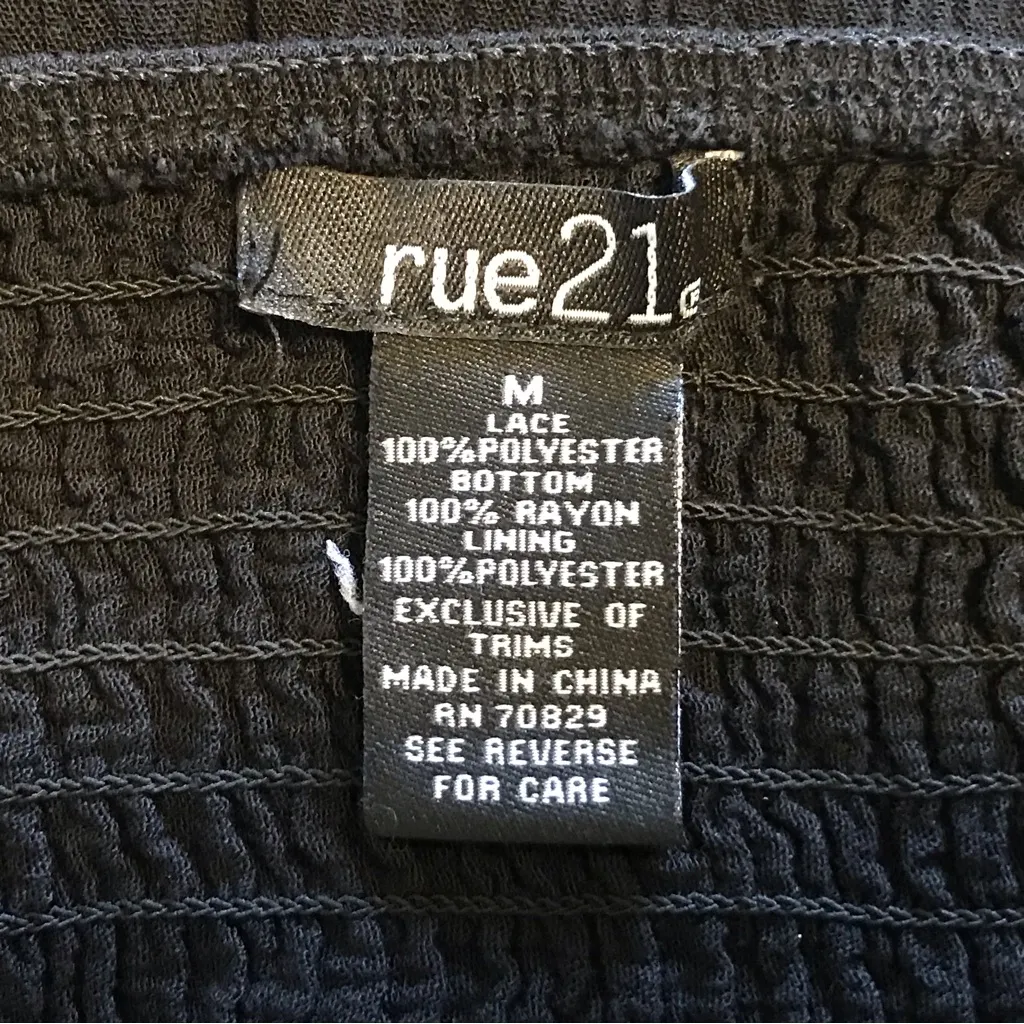 rue21
M
LACE
100%POLYESTER
BOTTOM
100% RAYON
LINING
100%POLYESTER
EXCLUSIVE OF
TRIMS
MADE IN CHINA
RN 70829
SEE REVERSE
FOR CARE